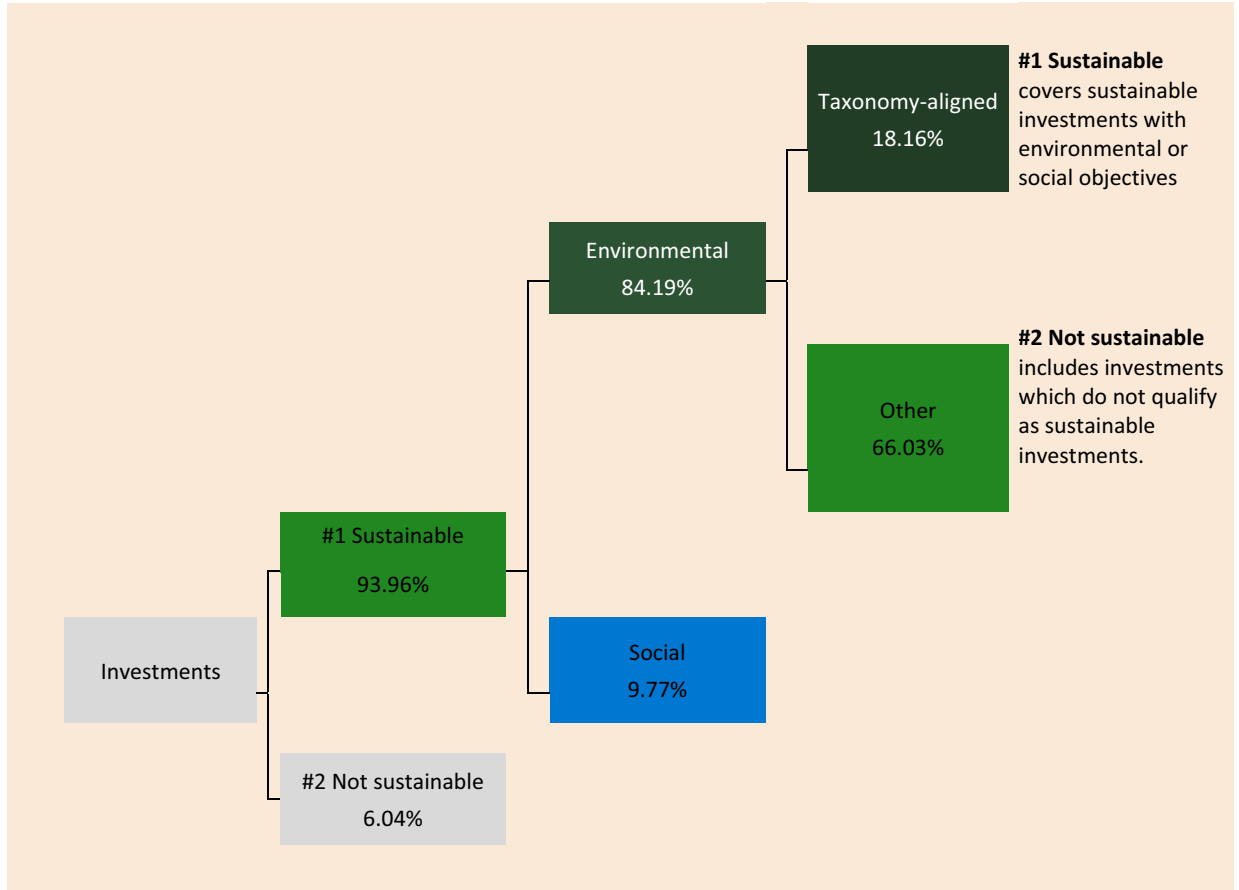 Taxonomy-aligned
18.16%
#1 Sustainable
covers sustainable
investments with
environmental or
social objectives
Environmental
84.19%
Other
66.03%
#2 Not sustainable
includes investments
which do not qualify
as sustainable
investments.
#1 Sustainable
93.96%
Investments
Social
9.77%
#2 Not sustainable
6.04%